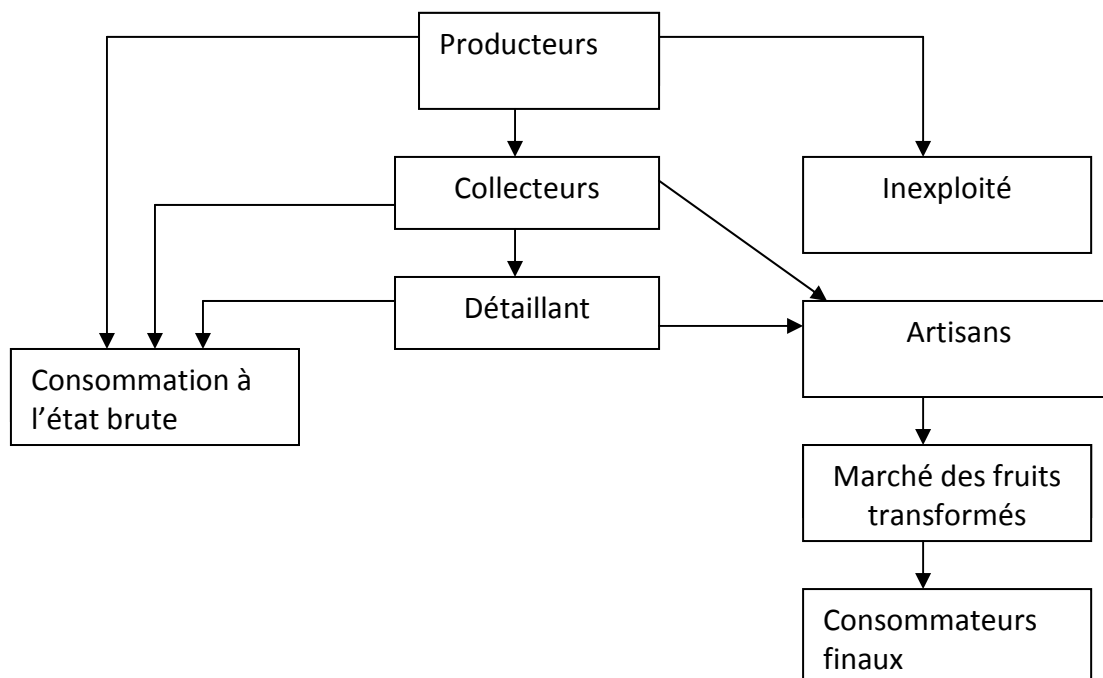 Producteurs
Collecteurs
Inexploité
Détaillant
Artisans
Consommation à
l’état brute
Marché des fruits
transformés
Consommateurs
finaux